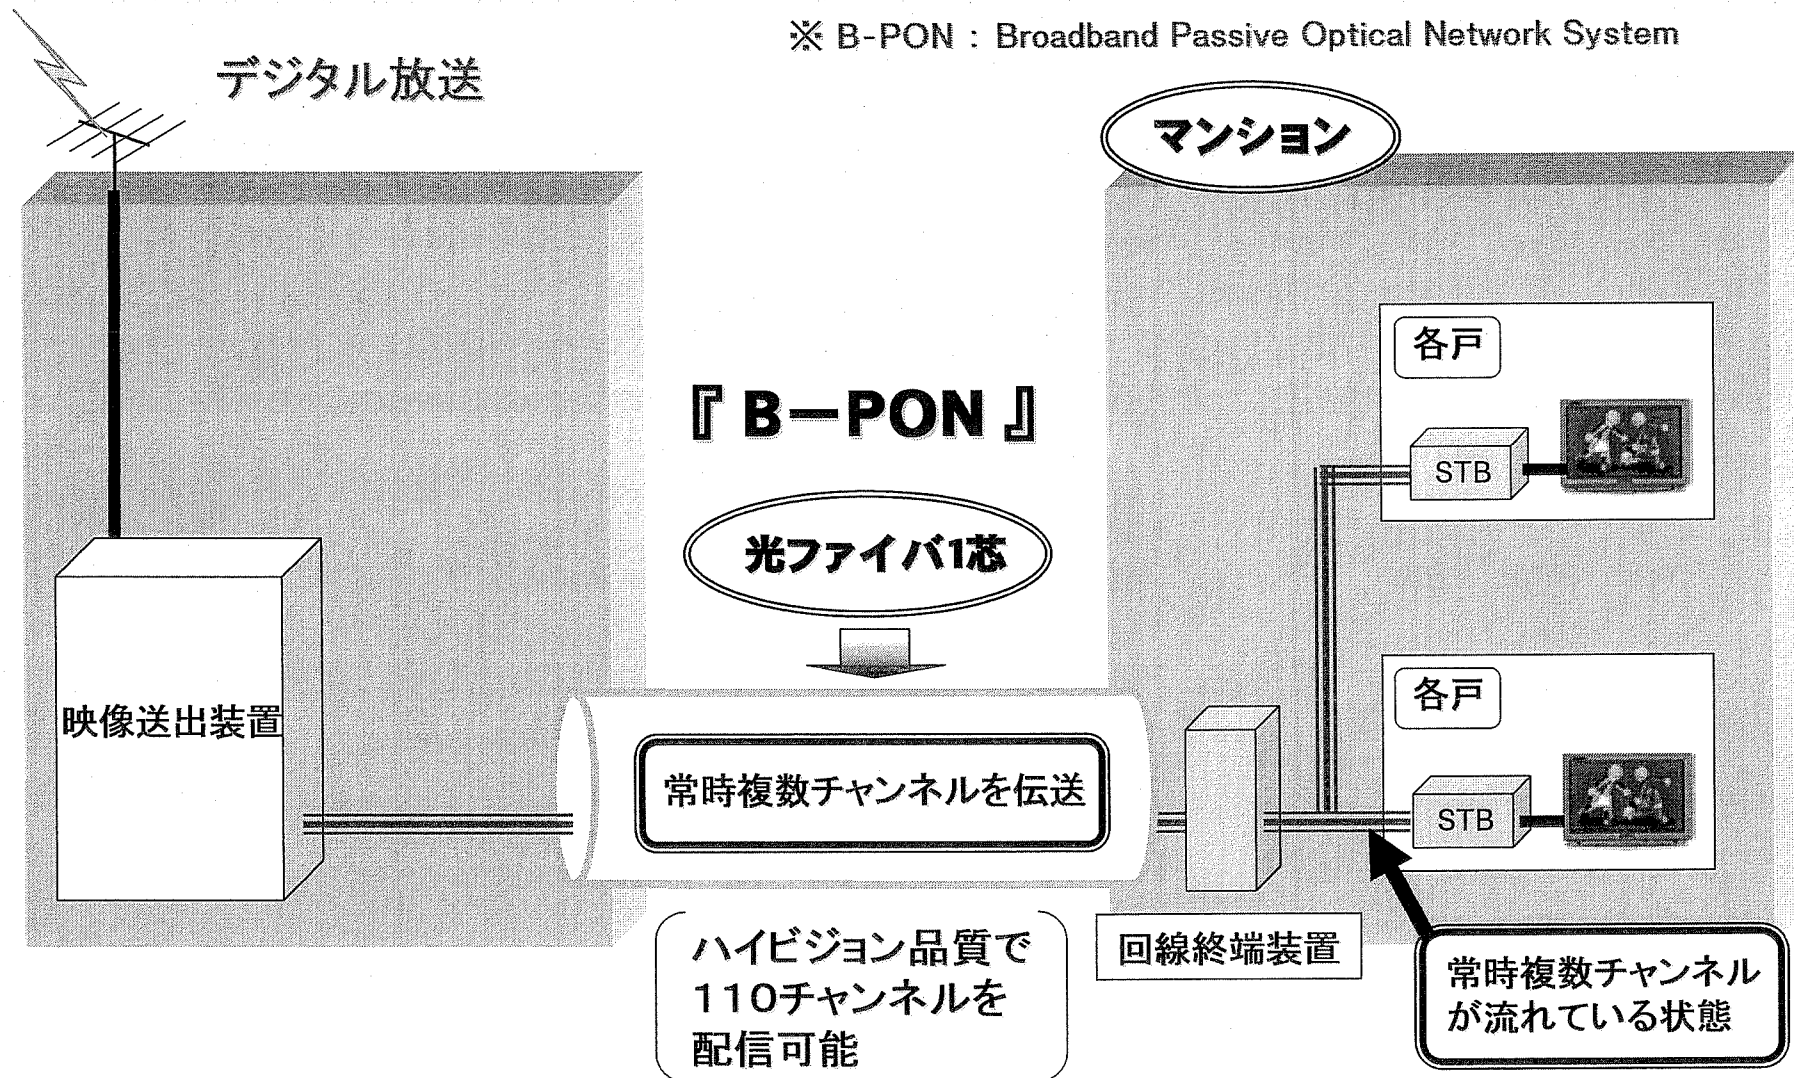 ※ B-PON : Broadband Passive Optical Network System
デジタル放送
マンション
『 B－PON 』
光ファイバ1芯
映像送出装置
常時複数チャンネルを伝送
ハイビジョン品質で
110チャンネルを
配信可能
回線終端装置
各戸
STB
各戸
STB
常時複数チャンネル
が流れている状態